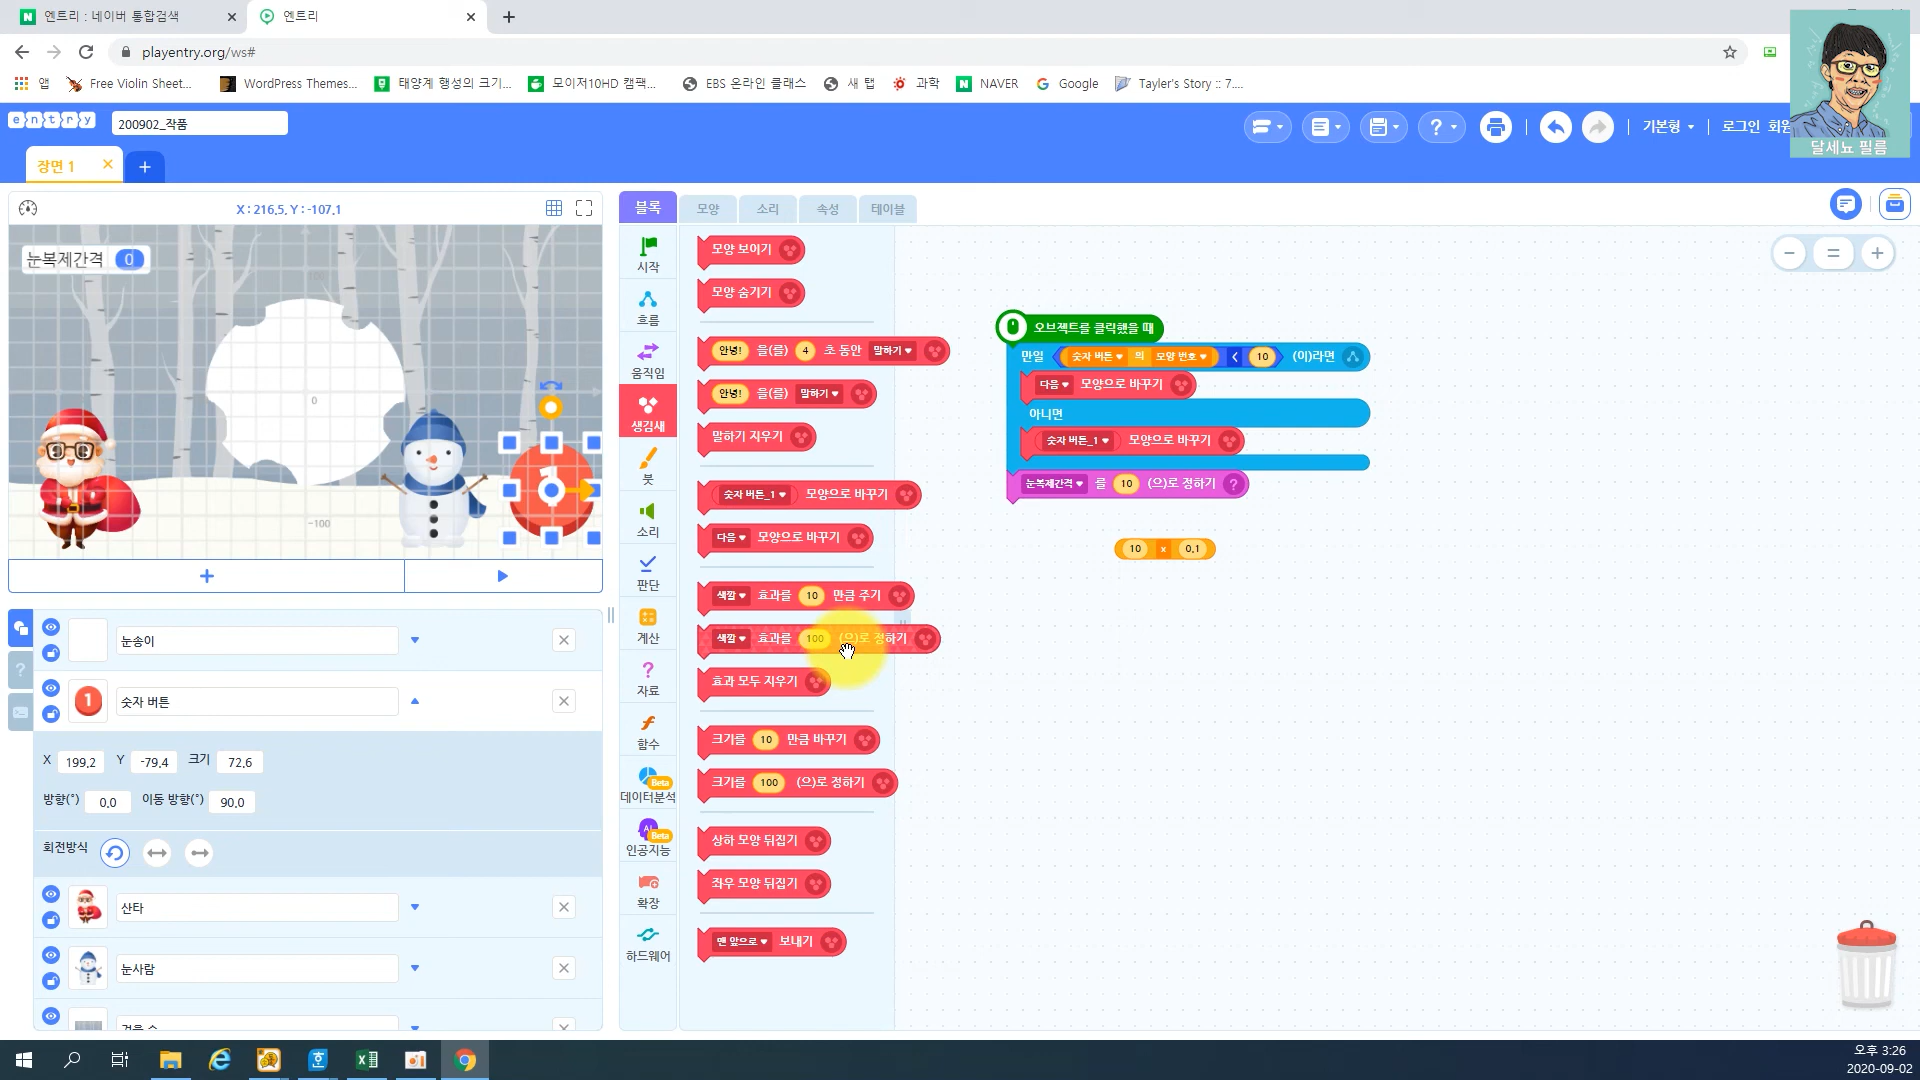 엔트리 : 네이버 통합검색
엔트리
playentry.org/ws#
앱
Free Violin Sheet...
WordPress Themes...
태양계 행성의 크기...
모이저10HD 캠팩...
EBS 온라인 클래스
새 탭
과학
NAVER
Google
Tayler's Story :: 7....
entry
200902_작품
기본형
로그인 회원
달세뇨 필름
장면 1
X : 216.5, Y : -107.1
블록
모양
소리
속성
테이블
눈복제간격 0
0
-100
1
시작
흐름
움직임
생김새
붓
소리
판단
계산
자료
함수
Beta
데이터분석
AI
Beta
인공지능
확장
하드웨어
모양 보이기
모양 숨기기
안녕! 을(를) 4 초 동안 말하기
안녕! 을(를) 말하기
말하기 지우기
숫자 버튼_1 모양으로 바꾸기
다음 모양으로 바꾸기
색깔 효과를 10 만큼 주기
색깔 효과를 100 (으)로 정하기
효과 모두 지우기
크기를 10 만큼 바꾸기
크기를 100 (으)로 정하기
상하 모양 뒤집기
좌우 모양 뒤집기
맨 앞으로 보내기
오브젝트를 클릭했을 때
만일 숫자 버튼 의 모양 번호 < 10 (이)라면
다음 모양으로 바꾸기
아니면
숫자 버튼_1 모양으로 바꾸기
눈복제간격 를 10 (으)로 정하기
10 x 0.1
눈송이
1
숫자 버튼
X 199.2 Y -79.4 크기 72.6
방향(°) 0.0 이동 방향(°) 90.0
회전방식
산타
눈사람
오후 3:26
2020-09-02